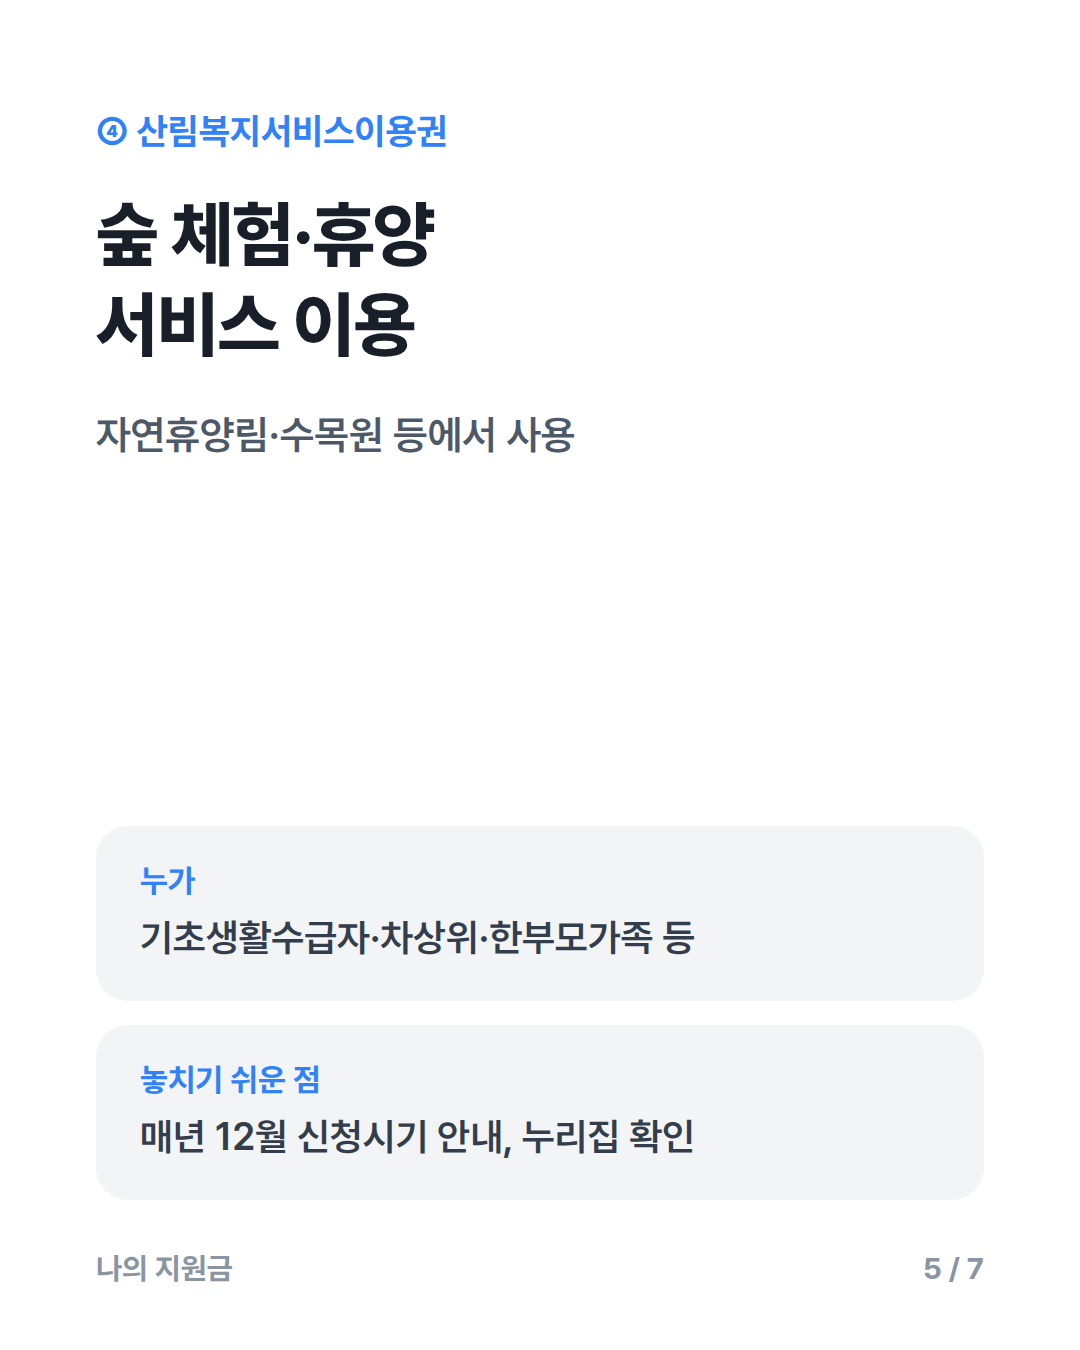 ④ 산림복지서비스이용권
숲 체험·휴양
서비스 이용
자연휴양림·수목원 등에서 사용
누가
기초생활수급자·차상위·한부모가족 등
놓치기 쉬운 점
매년 12월 신청시기 안내, 누리집 확인
나의 지원금
5 / 7